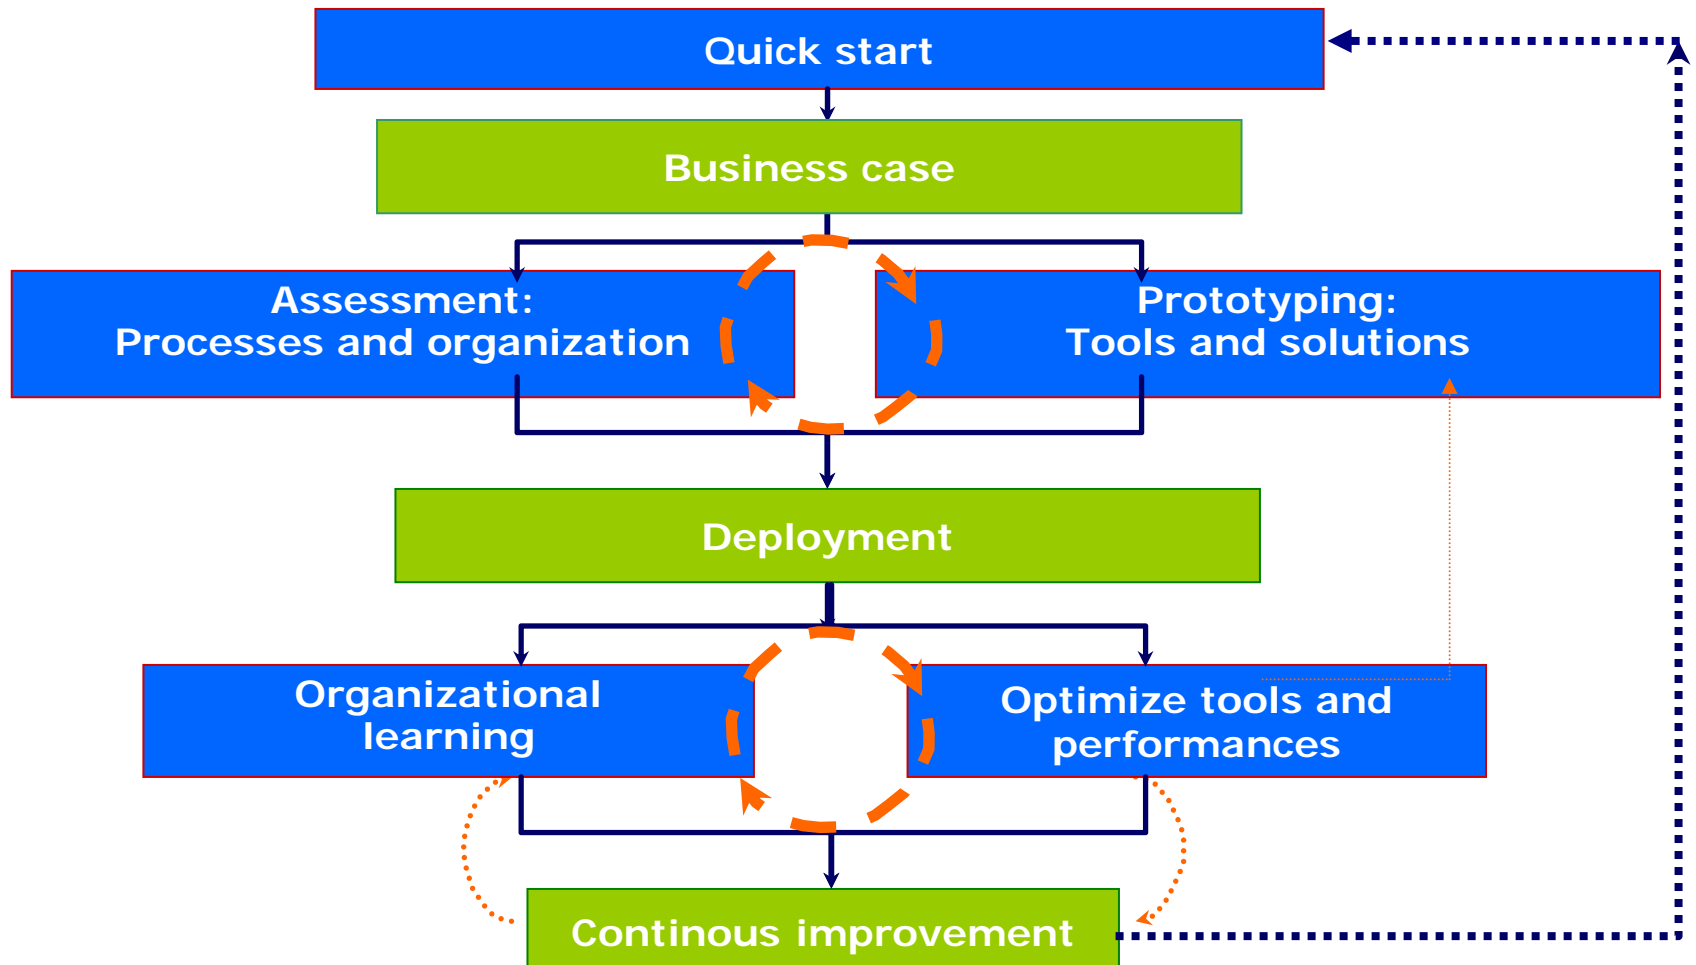 Quick start
Business case
Assessment:
Processes and organization
Prototyping:
Tools and solutions
Deployment
Organizational
learning
Optimize tools and
performances
Continous improvement